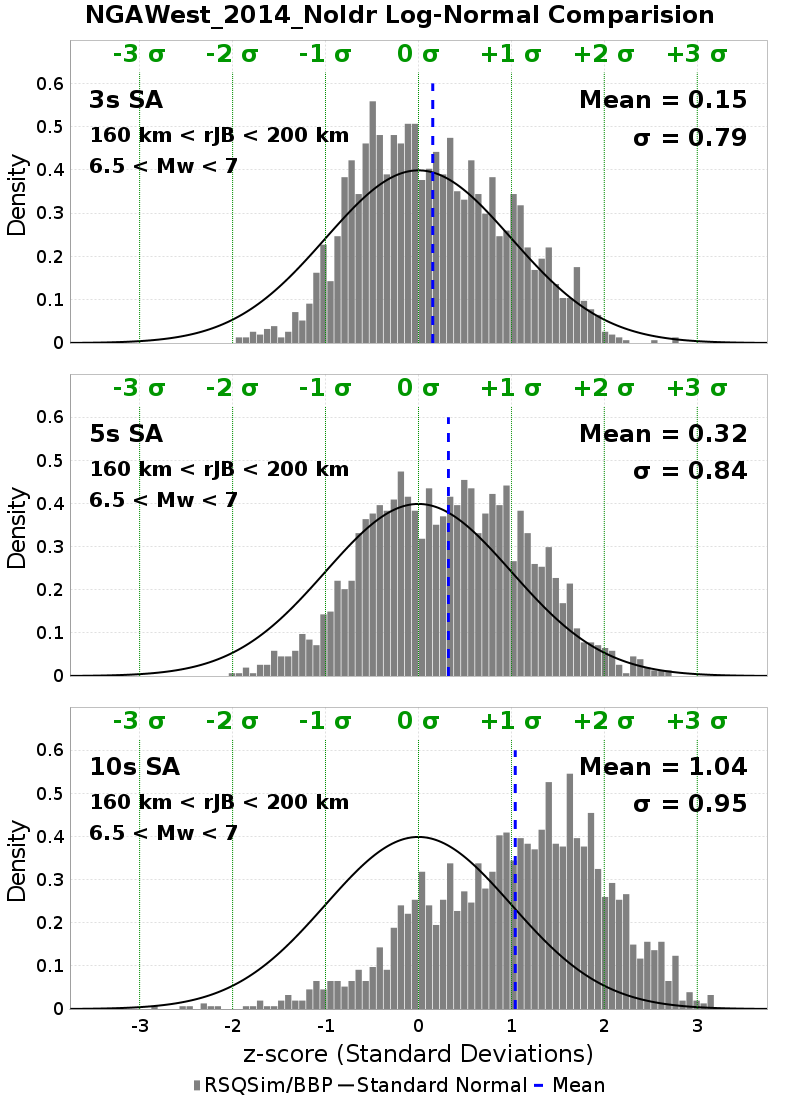 NGAWest_2014_NoIdr Log-Normal Comparision
-3 σ -2 σ -1 σ 0 σ +1 σ +2 σ +3 σ
0.6
3s SA Mean = 0.15
0.5
160 km < rJB < 200 km σ = 0.79
0.4
6.5 < Mw < 7
Density
0.3
0.2
0.1
0
-3 σ -2 σ -1 σ 0 σ +1 σ +2 σ +3 σ
0.6
5s SA Mean = 0.32
0.5
160 km < rJB < 200 km σ = 0.84
0.4
6.5 < Mw < 7
Density
0.3
0.2
0.1
0
-3 σ -2 σ -1 σ 0 σ +1 σ +2 σ +3 σ
0.6
10s SA Mean = 1.04
0.5
160 km < rJB < 200 km σ = 0.95
0.4
6.5 < Mw < 7
Density
0.3
0.2
0.1
0
-3 -2 -1 0 1 2 3
z-score (Standard Deviations)
RSQSim/BBP Standard Normal Mean